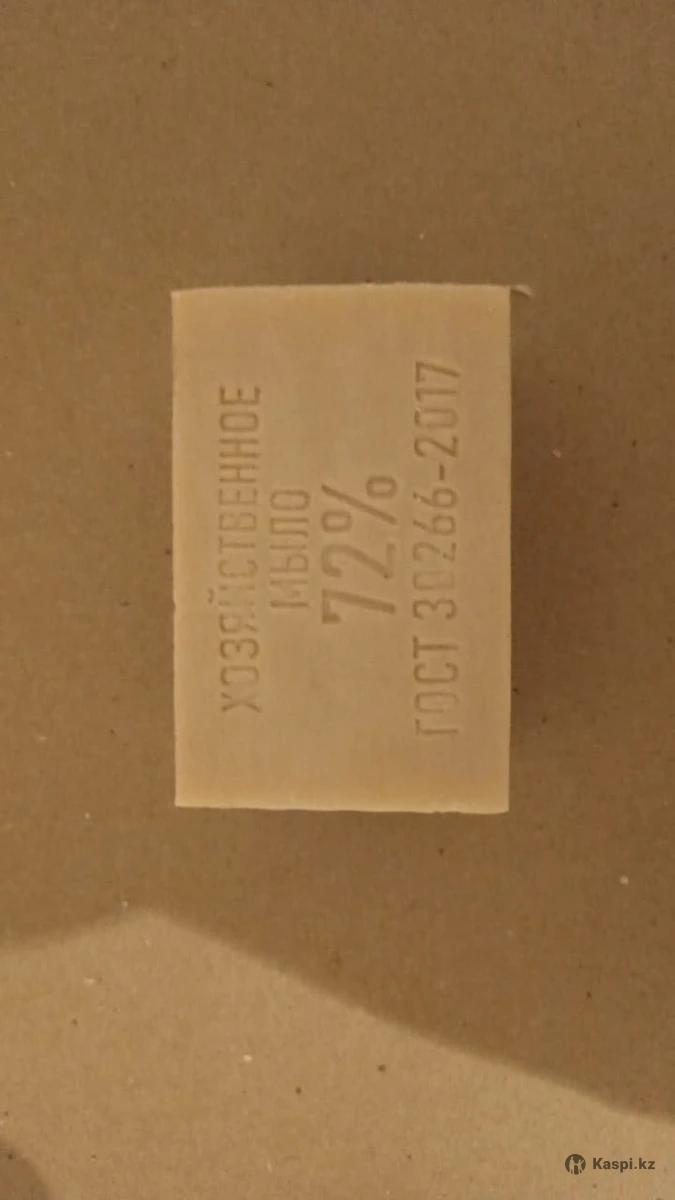 ХОЗЯЙСТВЕННОЕ
МЫЛО
72%
ГОСТ 30266-2017
Kaspi.kz